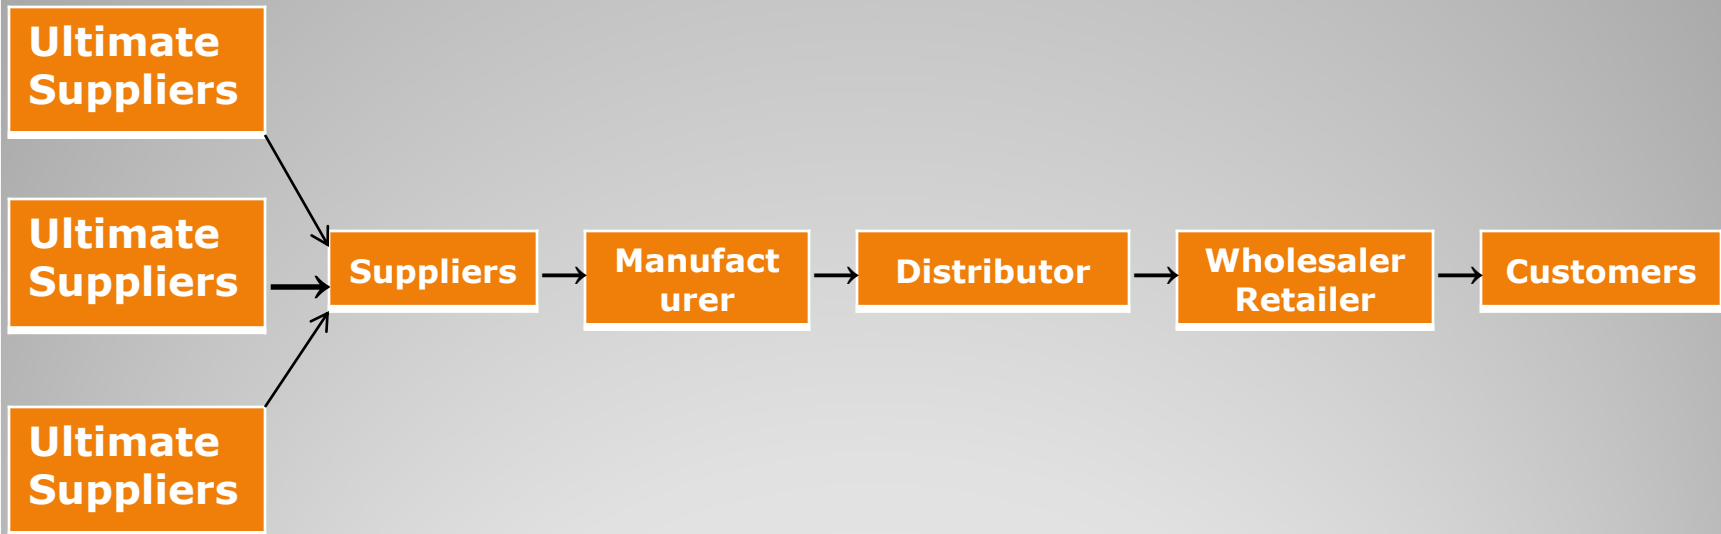 Ultimate
Suppliers
Ultimate
Suppliers
Suppliers
Manufact
urer
Distributor
Wholesaler
Retailer
Customers
Ultimate
Suppliers